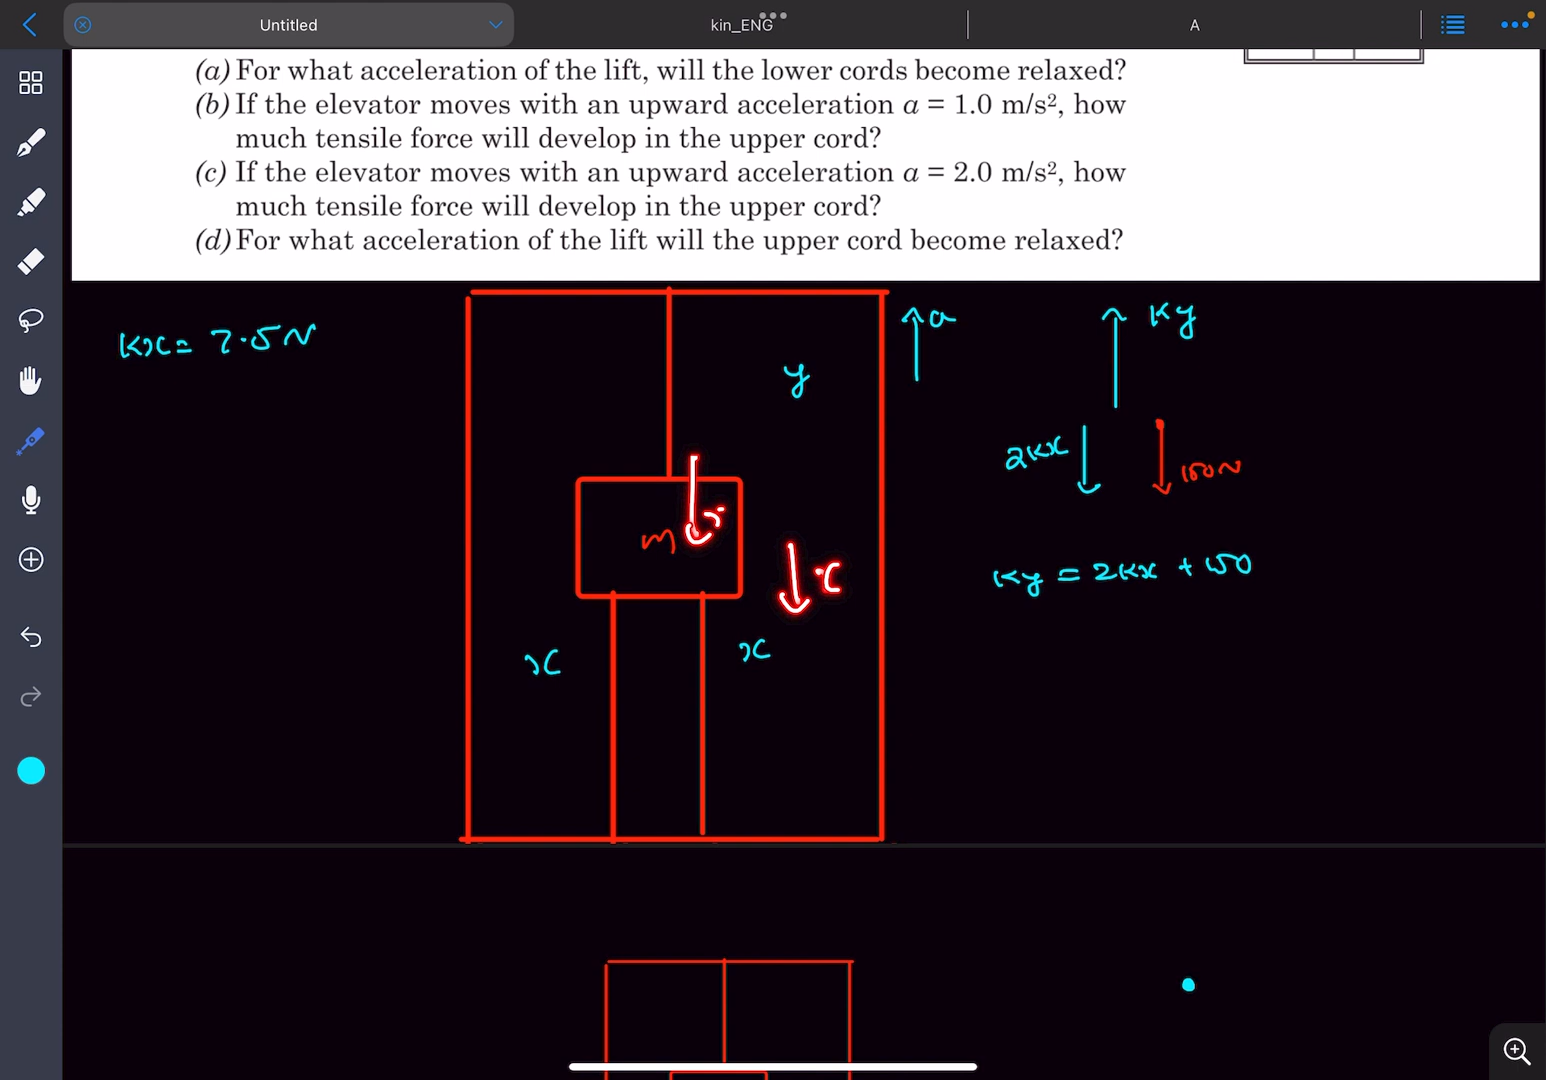 Untitled
kin_ENG
A
(a) For what acceleration of the lift, will the lower cords become relaxed?
(b) If the elevator moves with an upward acceleration a = 1.0 m/s², how
much tensile force will develop in the upper cord?
(c) If the elevator moves with an upward acceleration a = 2.0 m/s², how
much tensile force will develop in the upper cord?
(d) For what acceleration of the lift will the upper cord become relaxed?
kx = 7.5N
a
ky
y
2kx
150N
m
x
ky = 2kx + 150
x
x